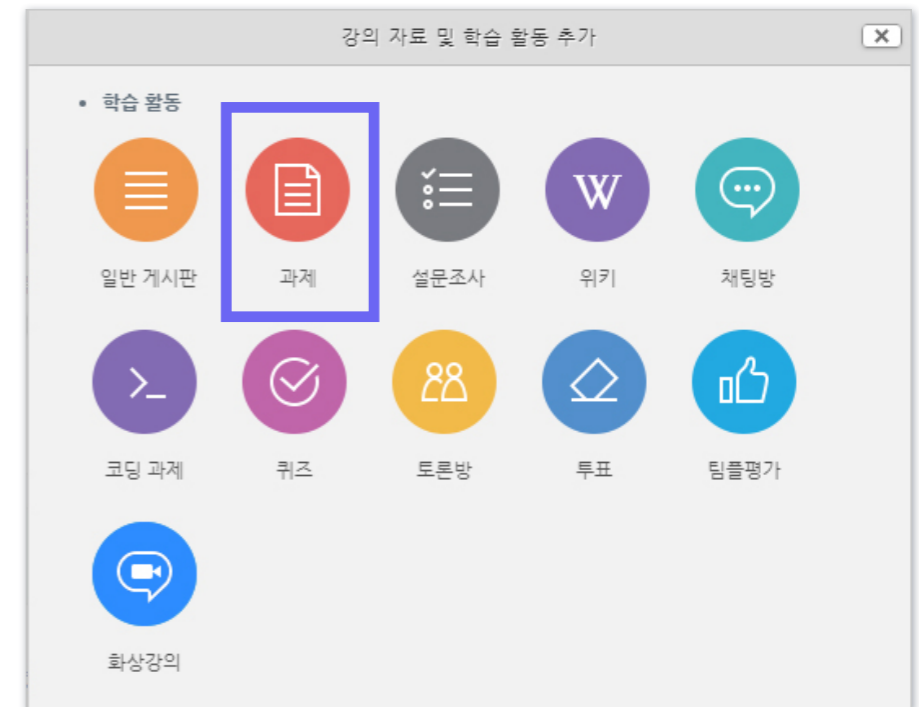 강의 자료 및 학습 활동 추가
• 학습 활동
일반 게시판 과제 설문조사 위키 채팅방
코딩 과제 퀴즈 토론방 투표 팀플평가
화상강의